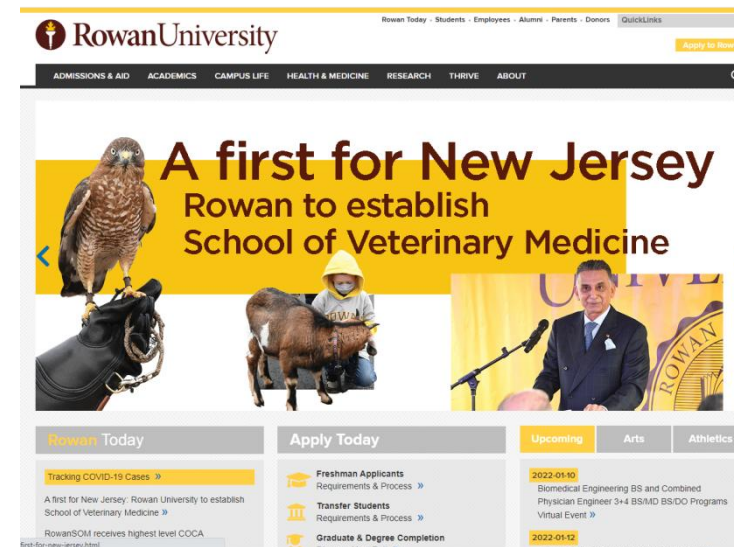 Rowan Today - Students - Employees - Alumni - Parents - Donors
QuickLinks
RowanUniversity
Apply to Row
ADMISSIONS & AID ACADEMICS CAMPUS LIFE HEALTH & MEDICINE RESEARCH THRIVE ABOUT
A first for New Jersey
Rowan to establish
School of Veterinary Medicine
ROWAN
Rowan Today
Tracking COVID-19 Cases »
A first for New Jersey: Rowan University to establish
School of Veterinary Medicine »
RowanSOM receives highest level COCA
first-for-new-jersey.html
Apply Today
Freshman Applicants
Requirements & Process »
Transfer Students
Requirements & Process »
Graduate & Degree Completion
Upcoming Arts Athletics
2022-01-10
Biomedical Engineering BS and Combined
Physician Engineer 3+4 BS/MD BS/DO Programs
Virtual Event »
2022-01-12